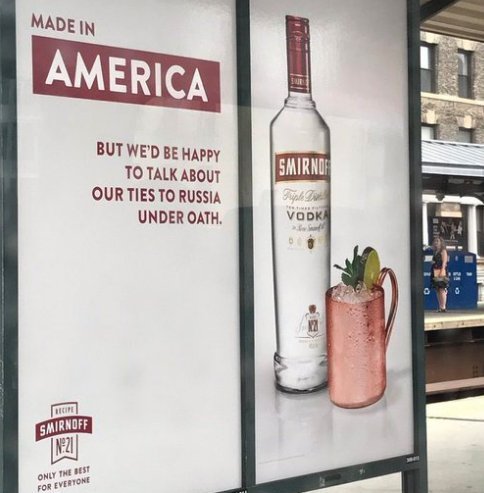 MADE IN
AMERICA
BUT WE'D BE HAPPY
TO TALK ABOUT
OUR TIES TO RUSSIA
UNDER OATH.
RECIPE
SMIRNOFF
Nº21
ONLY THE BEST
FOR EVERYONE
SMIRNOFF
Triple Distilled
VODKA
Nº21